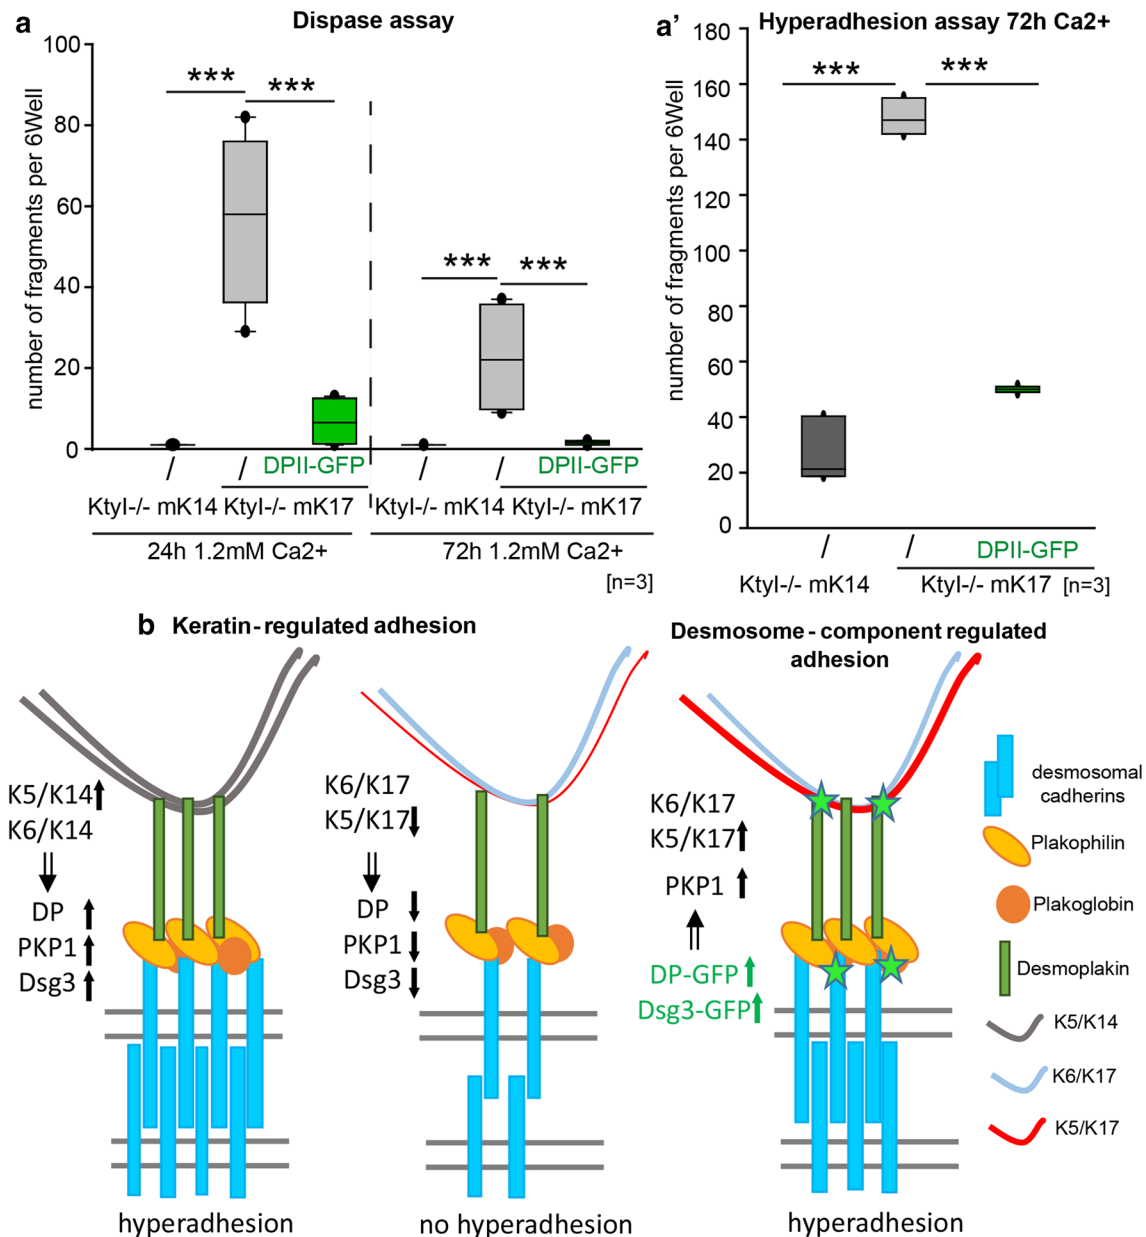 a
Dispase assay
number of fragments per 6Well
100
80
60
40
20
0
***
***
***
***
/
/
DPII-GFP
/
/
DPII-GFP
KtyI-/- mK14
KtyI-/- mK17
KtyI-/- mK14
KtyI-/- mK17
24h 1.2mM Ca2+
72h 1.2mM Ca2+
[n=3]
a’
Hyperadhesion assay 72h Ca2+
number of fragments per 6Well
180
160
140
120
100
80
60
40
20
0
***
***
/
/
DPII-GFP
KtyI-/- mK14
KtyI-/- mK17
[n=3]
b
Keratin-regulated adhesion
Desmosome-component regulated
adhesion
K5/K14
K6/K14
DP
PKP1
Dsg3
hyperadhesion
K6/K17
K5/K17
DP
PKP1
Dsg3
no hyperadhesion
K6/K17
K5/K17
PKP1
DP-GFP
Dsg3-GFP
hyperadhesion
desmosomal
cadherins
Plakophilin
Plakoglobin
Desmoplakin
K5/K14
K6/K17
K5/K17